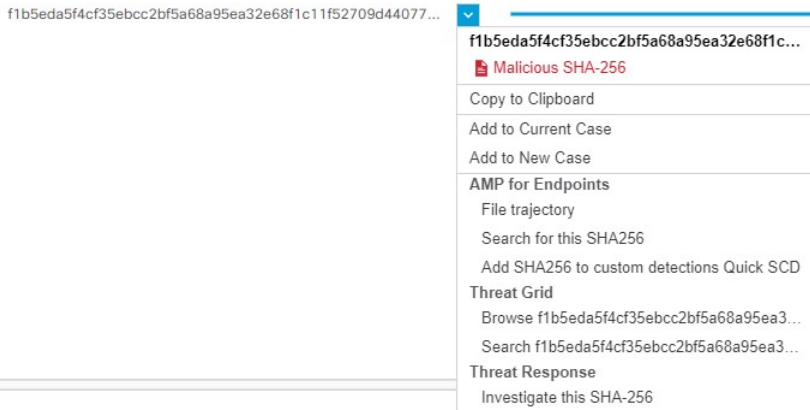 f1b5eda5f4cf35ebcc2bf5a68a95ea32e68f1c11f52709d44077...
f1b5eda5f4cf35ebcc2bf5a68a95ea32e68f1c...
Malicious SHA-256
Copy to Clipboard
Add to Current Case
Add to New Case
AMP for Endpoints
File trajectory
Search for this SHA256
Add SHA256 to custom detections Quick SCD
Threat Grid
Browse f1b5eda5f4cf35ebcc2bf5a68a95ea3...
Search f1b5eda5f4cf35ebcc2bf5a68a95ea3...
Threat Response
Investigate this SHA-256